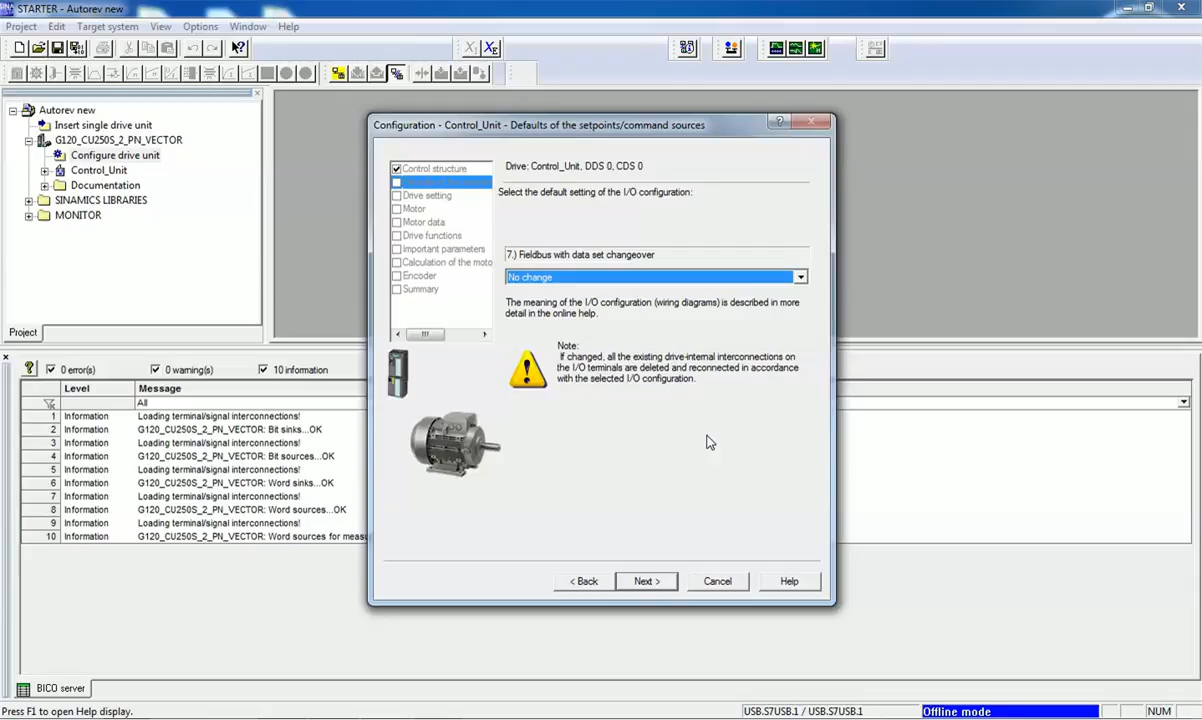 STARTER - Autorev new
Project Edit Target system View Options Window Help
Autorev new
Insert single drive unit
G120_CU250S_2_PN_VECTOR
Configure drive unit
Control_Unit
Documentation
SINAMICS LIBRARIES
MONITOR
Project
Configuration - Control_Unit - Defaults of the setpoints/command sources
Control structure
Drive setting
Motor
Motor data
Drive functions
Important parameters
Calculation of the moto
Encoder
Summary
Drive: Control_Unit, DDS 0, CDS 0
Select the default setting of the I/O configuration:
7.) Fieldbus with data set changeover
No change
The meaning of the I/O configuration (wiring diagrams) is described in more
detail in the online help.
Note:
If changed, all the existing drive-internal interconnections on
the I/O terminals are deleted and reconnected in accordance
with the selected I/O configuration.
< Back Next > Cancel Help
0 error(s) 0 warning(s) 10 information
Level Message
All
1 Information Loading terminal/signal interconnections!
2 Information G120_CU250S_2_PN_VECTOR: Bit sinks...OK
3 Information Loading terminal/signal interconnections!
4 Information G120_CU250S_2_PN_VECTOR: Bit sources...OK
5 Information Loading terminal/signal interconnections!
6 Information G120_CU250S_2_PN_VECTOR: Word sinks...OK
7 Information Loading terminal/signal interconnections!
8 Information G120_CU250S_2_PN_VECTOR: Word sources...OK
9 Information Loading terminal/signal interconnections!
10 Information G120_CU250S_2_PN_VECTOR: Word sources for meas
BICO server
Press F1 to open Help display. USB.S7USB.1 / USB.S7USB.1 Offline mode NUM